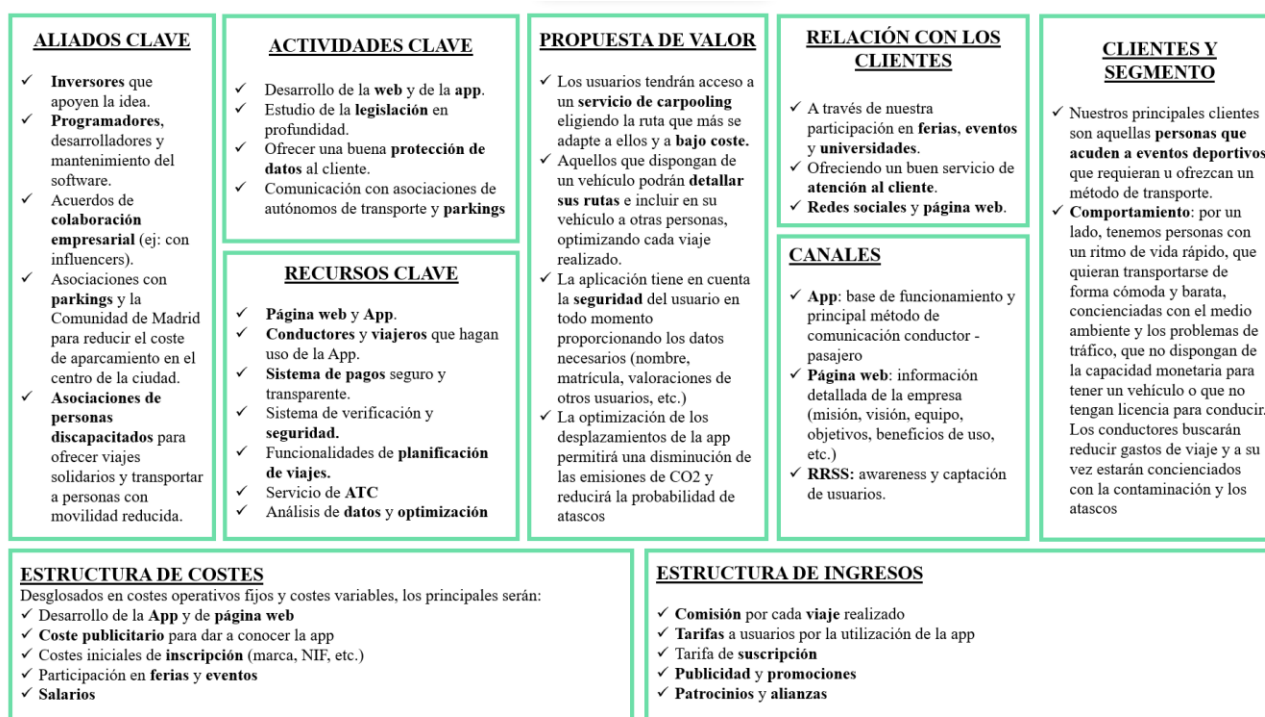 ALIADOS CLAVE
✓ Inversores que
apoyen la idea.
✓ Programadores,
desarrolladores y
mantenimiento del
software.
✓ Acuerdos de
colaboración
empresarial (ej: con
influencers).
✓ Asociaciones con
parkings y la
Comunidad de Madrid
para reducir el coste
de aparcamiento en el
centro de la ciudad.
✓ Asociaciones de
personas
discapacitados para
ofrecer viajes
solidarios y transportar
a personas con
movilidad reducida.
ACTIVIDADES CLAVE
✓ Desarrollo de la web y de la app.
✓ Estudio de la legislación en
profundidad.
✓ Ofrecer una buena protección de
datos al cliente.
✓ Comunicación con asociaciones de
autónomos de transporte y parkings
RECURSOS CLAVE
✓ Página web y App.
✓ Conductores y viajeros que hagan
uso de la App.
✓ Sistema de pagos seguro y
transparente.
✓ Sistema de verificación y
seguridad.
✓ Funcionalidades de planificación
de viajes.
✓ Servicio de ATC
✓ Análisis de datos y optimización
PROPUESTA DE VALOR
✓ Los usuarios tendrán acceso a
un servicio de carpooling
eligiendo la ruta que más se
adapte a ellos y a bajo coste.
✓ Aquellos que dispongan de
un vehículo podrán detallar
sus rutas e incluir en su
vehículo a otras personas,
optimizando cada viaje
realizado.
✓ La aplicación tiene en cuenta
la seguridad del usuario en
todo momento
proporcionando los datos
necesarios (nombre,
matrícula, valoraciones de
otros usuarios, etc.)
✓ La optimización de los
desplazamientos de la app
permitirá una disminución de
las emisiones de CO2 y
reducirá la probabilidad de
atascos
RELACIÓN CON LOS
CLIENTES
✓ A través de nuestra
participación en ferias, eventos
y universidades.
✓ Ofreciendo un buen servicio de
atención al cliente.
✓ Redes sociales y página web.
CANALES
✓ App: base de funcionamiento y
principal método de
comunicación conductor -
pasajero
✓ Página web: información
detallada de la empresa
(misión, visión, equipo,
objetivos, beneficios de uso,
etc.)
✓ RRSS: awareness y captación
de usuarios.
CLIENTES Y
SEGMENTO
✓ Nuestros principales clientes
son aquellas personas que
acuden a eventos deportivos
que requieran u ofrezcan un
método de transporte.
✓ Comportamiento: por un
lado, tenemos personas con
un ritmo de vida rápido, que
quieran transportarse de
forma cómoda y barata,
concienciadas con el medio
ambiente y los problemas de
tráfico, que no dispongan de
la capacidad monetaria para
tener un vehículo o que no
tengan licencia para conducir.
Los conductores buscarán
reducir gastos de viaje y a su
vez estarán concienciados
con la contaminación y los
atascos
ESTRUCTURA DE COSTES
Desglosados en costes operativos fijos y costes variables, los principales serán:
✓ Desarrollo de la App y de página web
✓ Coste publicitario para dar a conocer la app
✓ Costes iniciales de inscripción (marca, NIF, etc.)
✓ Participación en ferias y eventos
✓ Salarios
ESTRUCTURA DE INGRESOS
✓ Comisión por cada viaje realizado
✓ Tarifas a usuarios por la utilización de la app
✓ Tarifa de suscripción
✓ Publicidad y promociones
✓ Patrocinios y alianzas